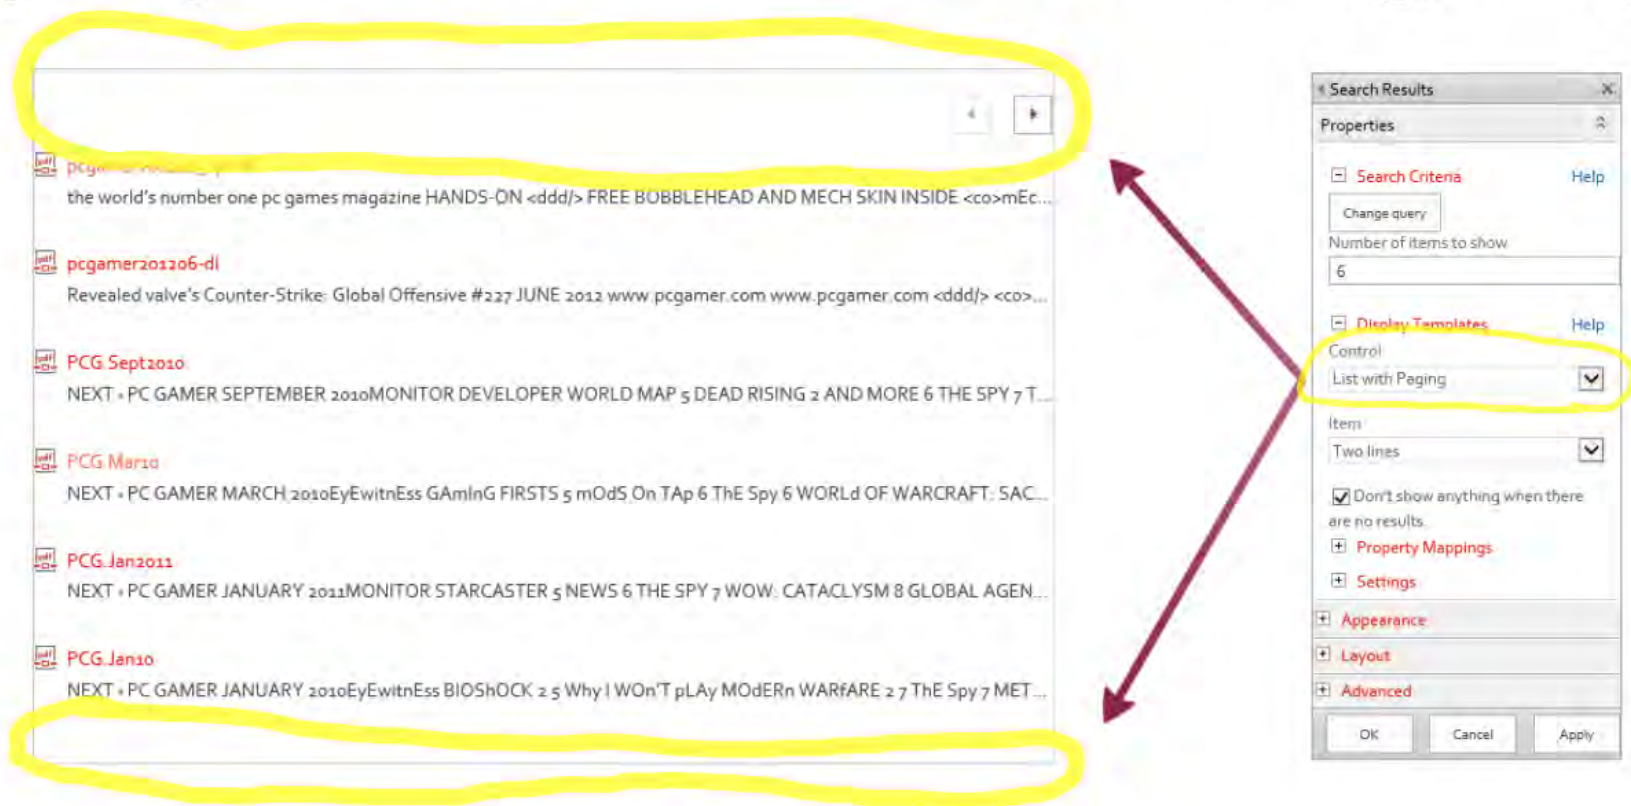 the world's number one pc games magazine HANDS-ON <ddd/> FREE BOBBLEHEAD AND MECH SKIN INSIDE <co>mEc...
pcgamer201206-dl
Revealed valve's Counter-Strike: Global Offensive #227 JUNE 2012 www.pcgamer.com www.pcgamer.com <ddd/> <co>...
PCG.Sept2010
NEXT • PC GAMER SEPTEMBER 2010MONITOR DEVELOPER WORLD MAP 5 DEAD RISING 2 AND MORE 6 THE SPY 7 T...
PCG.Mar10
NEXT • PC GAMER MARCH 2010EyEwitnEss GAmInG FIRSTS 5 mOdS On TAp 6 ThE Spy 6 WORLd OF WARCRAFT: SAC...
PCG.Jan2011
NEXT • PC GAMER JANUARY 2011MONITOR STARCASTER 5 NEWS 6 THE SPY 7 WOW: CATACLYSM 8 GLOBAL AGEN...
PCG.Jan10
NEXT • PC GAMER JANUARY 2010EyEwitnEss BIOShOCK 2 5 Why I WOn'T pLAy MOdERn WARfARE 2 7 ThE Spy 7 MET...
Search Results
Properties
Search Criteria Help
Change query
Number of items to show
6
Display Templates Help
Control
List with Paging
Item
Two lines
Don't show anything when there
are no results.
Property Mappings
Settings
Appearance
Layout
Advanced
OK Cancel Apply